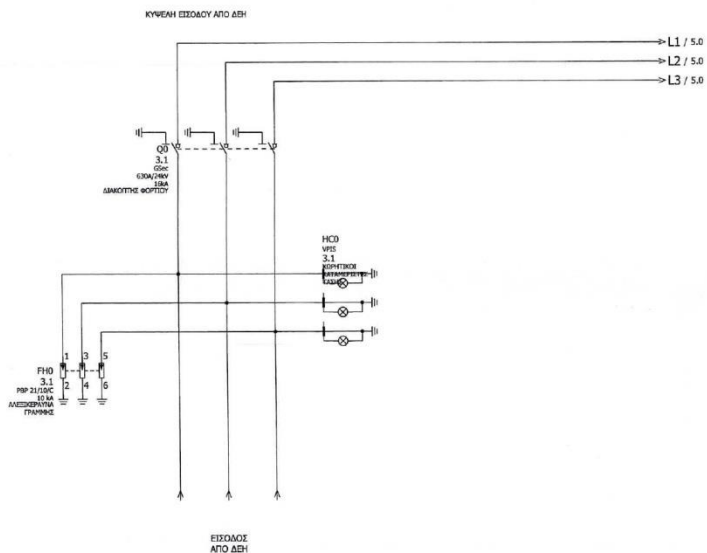 ΚΥΨΕΛΗ ΕΙΣΟΔΟΥ ΑΠΟ ΔΕΗ
L1 / 5.0
L2 / 5.0
L3 / 5.0
Q0
3.1
GSec
630A/24kV
16kA
ΔΙΑΚΟΠΤΗΣ ΦΟΡΤΙΟΥ
HC0
VPIS
3.1
ΧΩΡΗΤΙΚΟΙ
ΚΑΤΑΜΕΡΙΣΤΕΣ
ΤΑΣΗΣ
1 3 5
2 4 6
FH0
3.1
PBP 21/10/C
10 kA
ΑΛΕΞΙΚΕΡΑΥΝΑ
ΓΡΑΜΜΗΣ
ΕΙΣΟΔΟΣ
ΑΠΟ ΔΕΗ